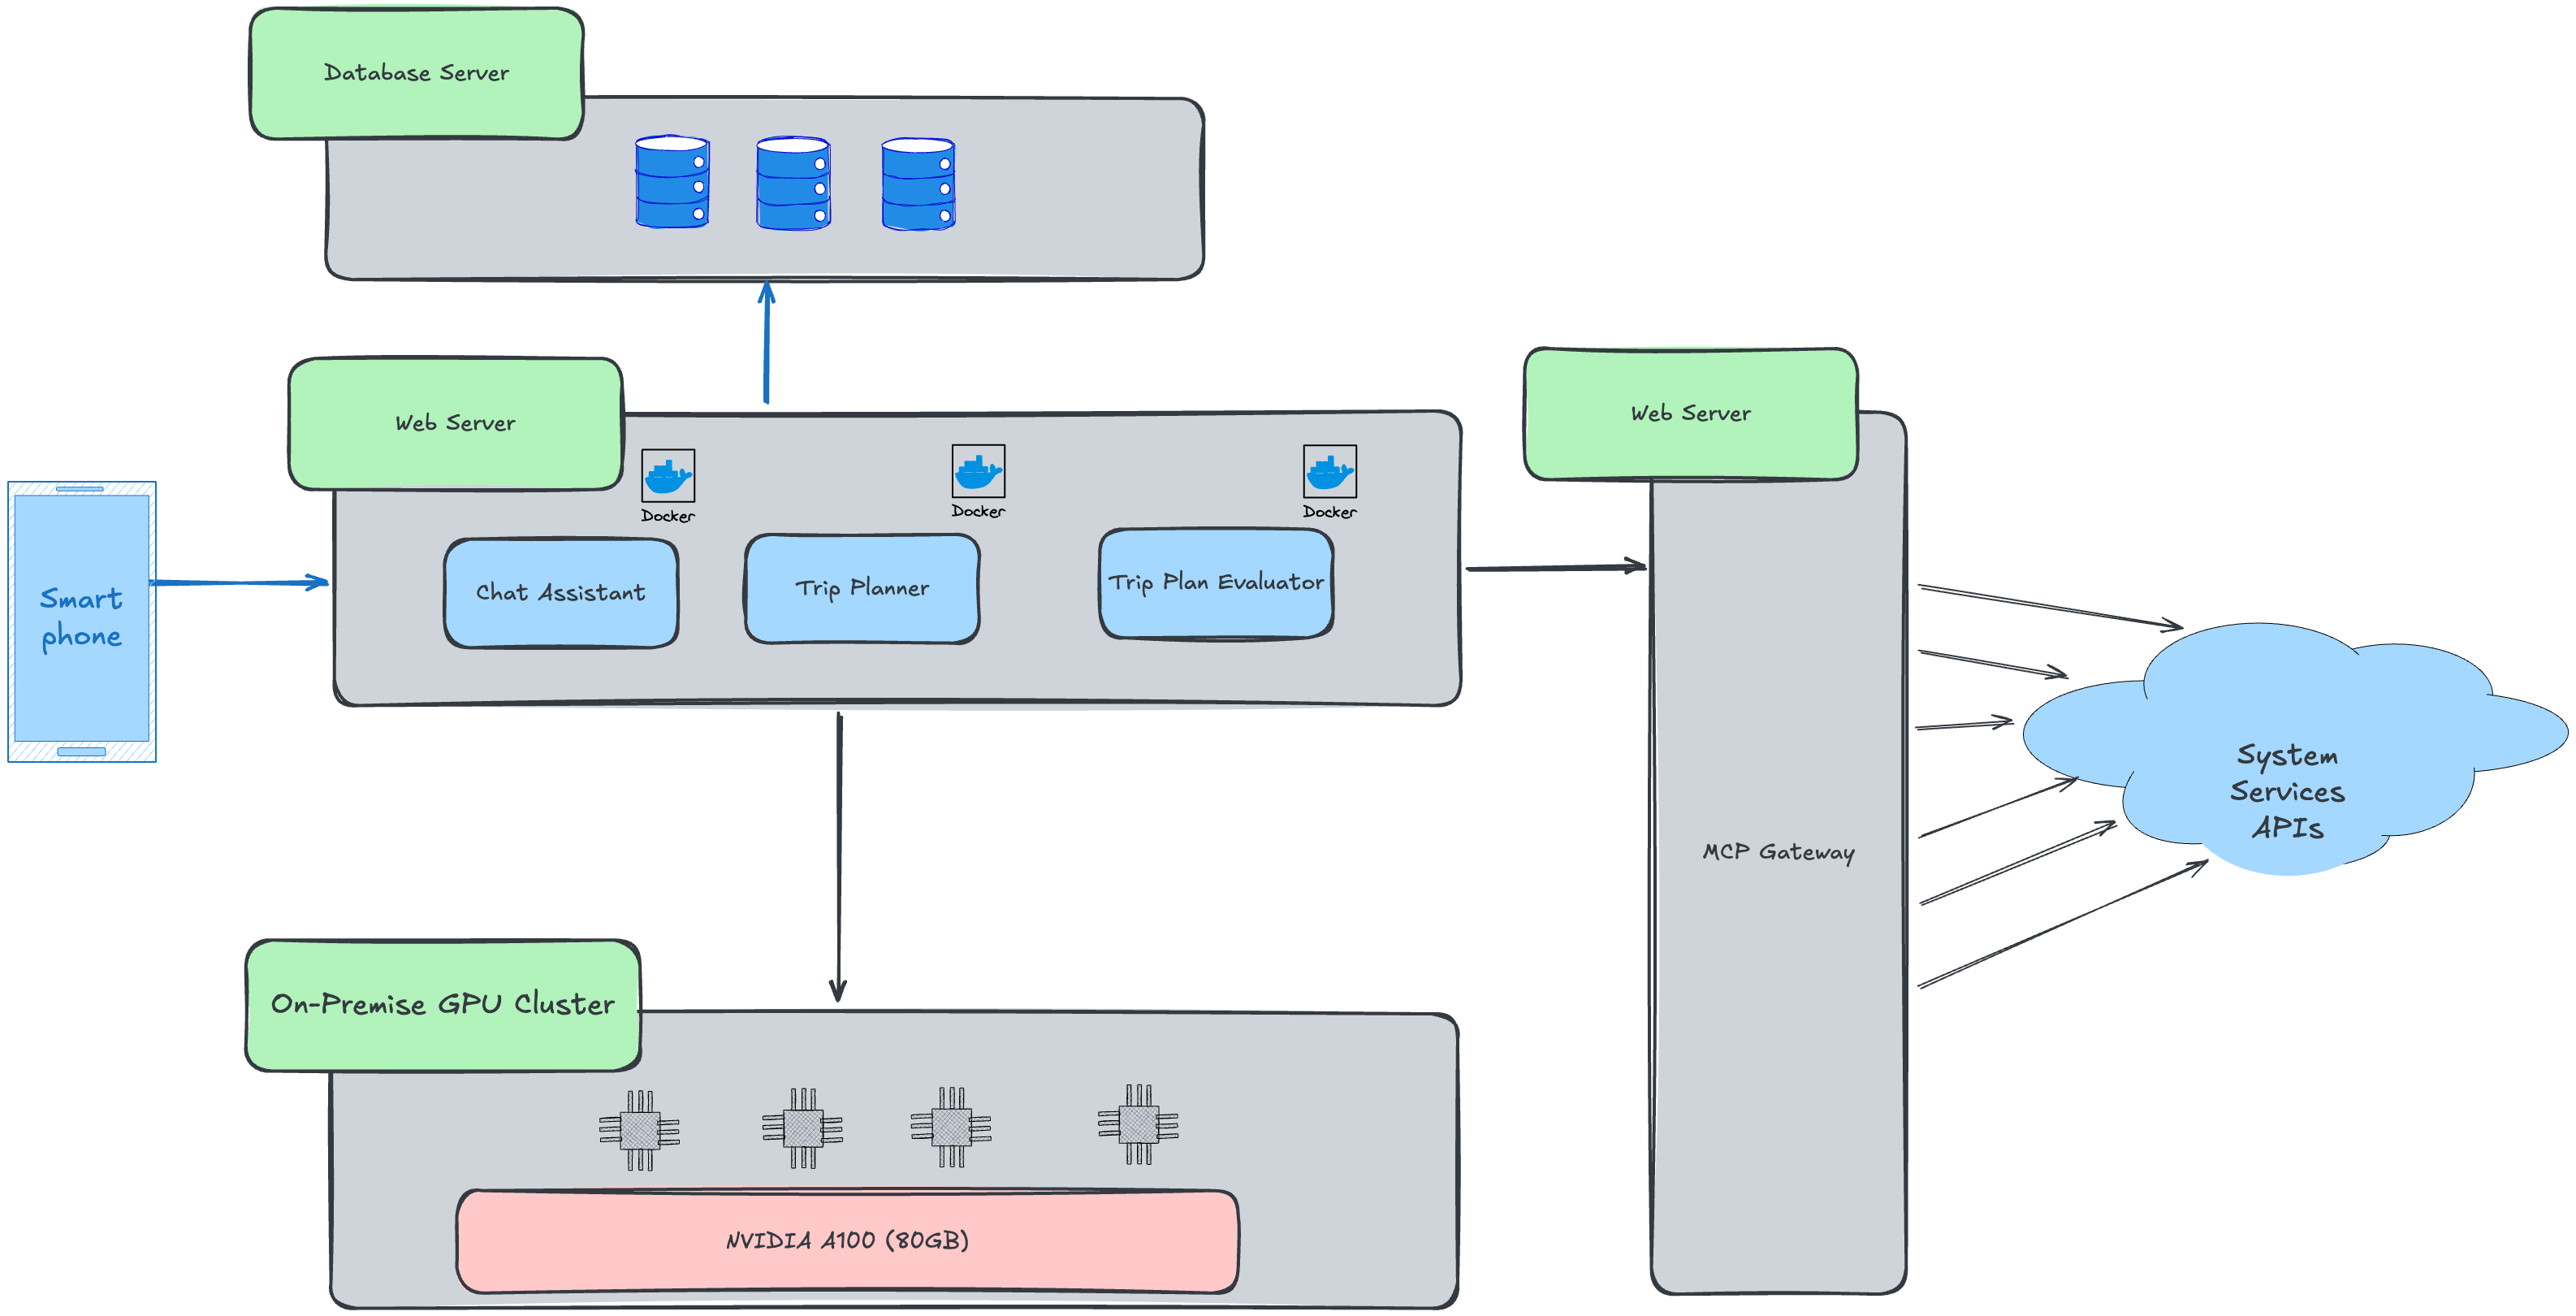 Database Server
Web Server
Web Server
Docker
Docker
Docker
Chat Assistant
Trip Planner
Trip Plan Evaluator
Smart
phone
System
Services
APIs
MCP Gateway
On-Premise GPU Cluster
NVIDIA A100 (80GB)